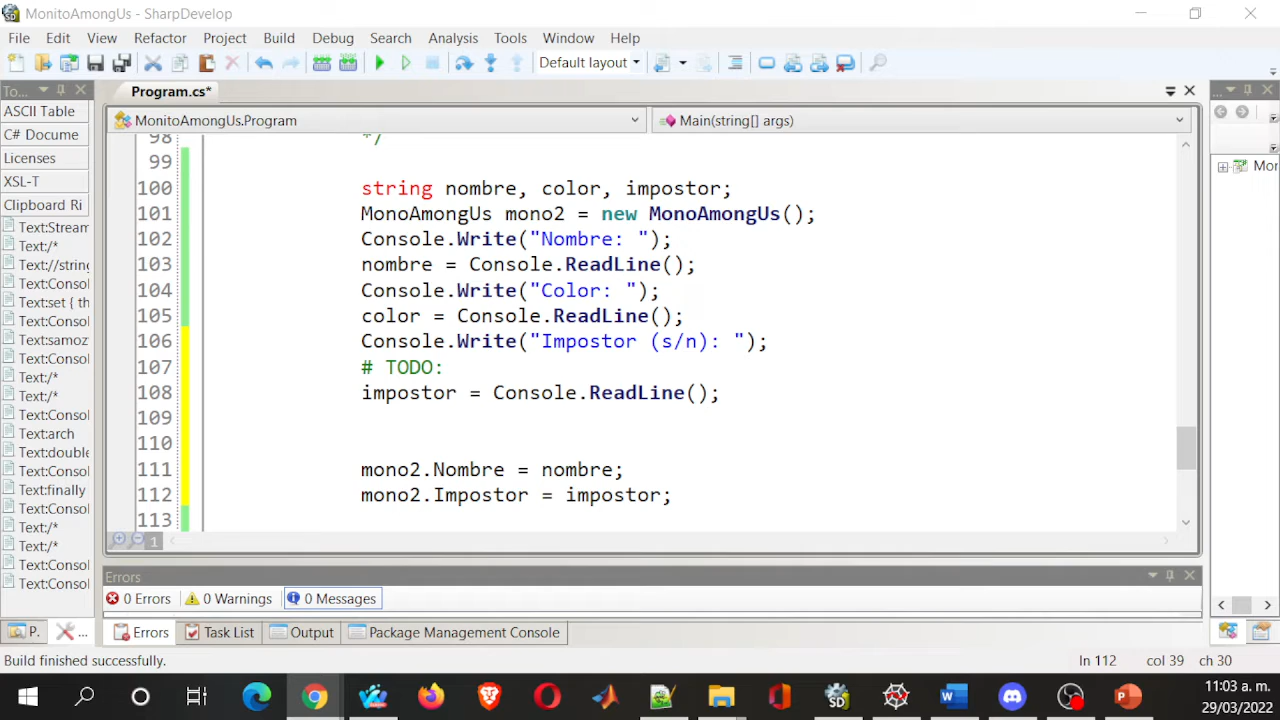 MonitoAmongUs - SharpDevelop
File Edit View Refactor Project Build Debug Search Analysis Tools Window Help
Default layout
To...
Program.cs*
ASCII Table
C# Docume
Licenses
XSL-T
Clipboard Ri
Text:Stream
Text:/*
Text://string
Text:Consol
Text:set { th
Text:Consol
Text:samoz
Text:Consol
Text:/*
Text:/*
Text:Consol
Text:arch
Text:double
Text:Consol
Text:finally
Text:Consol
Text:/*
Text:/*
Text:Consol
Text:Consol
P. ...
MonitoAmongUs.Program
Main(string[] args)
98 */
99
100 string nombre, color, impostor;
101 MonoAmongUs mono2 = new MonoAmongUs();
102 Console.Write("Nombre: ");
103 nombre = Console.ReadLine();
104 Console.Write("Color: ");
105 color = Console.ReadLine();
106 Console.Write("Impostor (s/n): ");
107 # TODO:
108 impostor = Console.ReadLine();
109
110
111 mono2.Nombre = nombre;
112 mono2.Impostor = impostor;
113
1
...
Mor
Errors
0 Errors 0 Warnings 0 Messages
Errors Task List Output Package Management Console
Build finished successfully. ln 112 col 39 ch 30
11:03 a. m.
29/03/2022